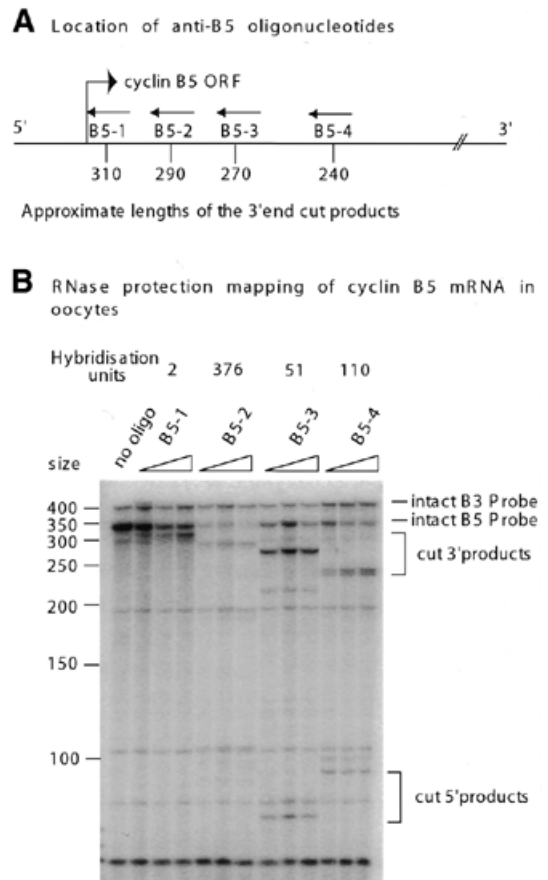 A Location of anti-B5 oligonucleotides
cyclin B5 ORF
5' B5-1 B5-2 B5-3 B5-4 3'
310 290 270 240
Approximate lengths of the 3'end cut products
B RNase protection mapping of cyclin B5 mRNA in
oocytes
Hybridisation
units 2 376 51 110
no oligo B5-1 B5-2 B5-3 B5-4
size
400 intact B3 Probe
350 intact B5 Probe
300
cut 3'products
250
200
150
100
cut 5'products